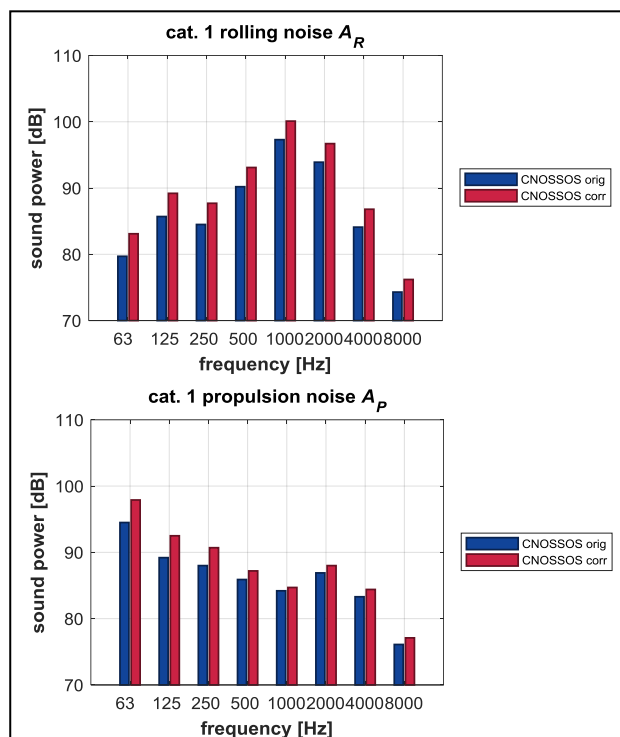 cat. 1 rolling noise A_R
110
100
90
80
70
sound power [dB]
63 125 250 500 1000 2000 4000 8000
frequency [Hz]
CNOSSOS orig
CNOSSOS corr
cat. 1 propulsion noise A_P
110
100
90
80
70
sound power [dB]
63 125 250 500 1000 2000 4000 8000
frequency [Hz]
CNOSSOS orig
CNOSSOS corr